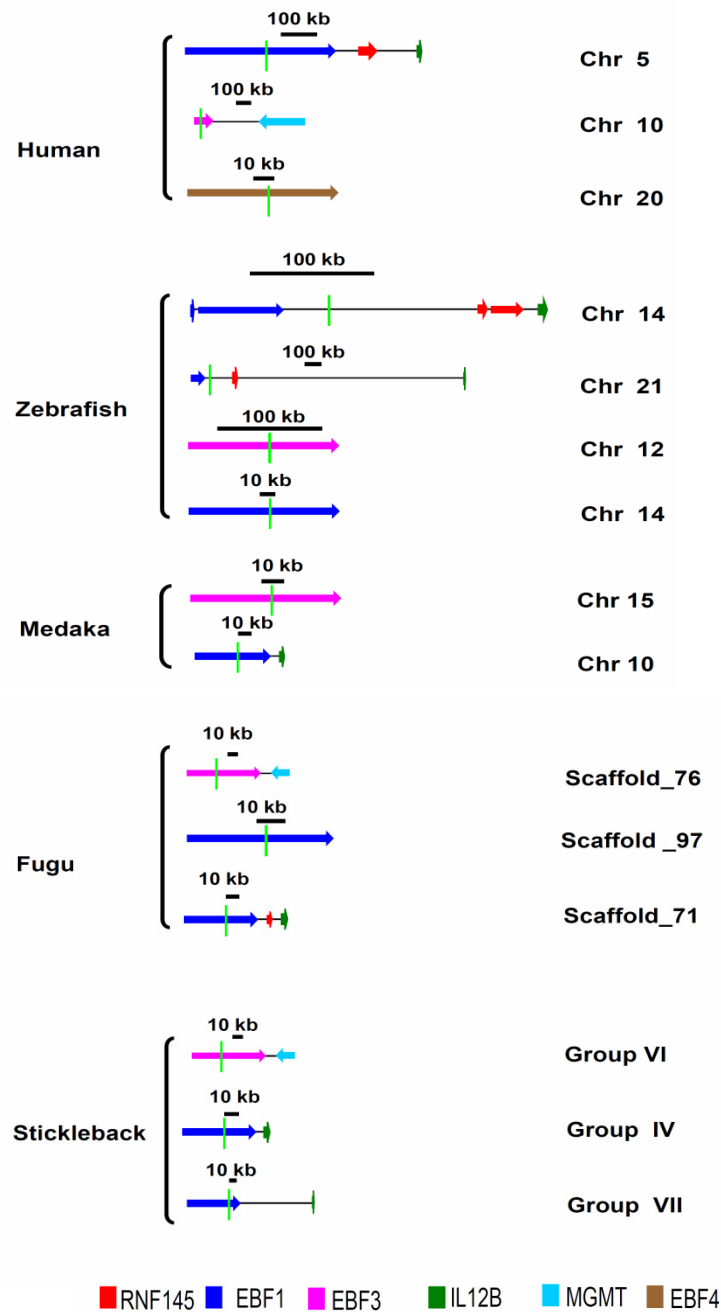 100 kb
Chr 5
100 kb
Chr 10
Human
10 kb
Chr 20
100 kb
Chr 14
100 kb
Chr 21
Zebrafish
100 kb
Chr 12
10 kb
Chr 14
10 kb
Chr 15
Medaka
10 kb
Chr 10
10 kb
Scaffold_76
10 kb
Scaffold _97
Fugu
10 kb
Scaffold_71
10 kb
Group VI
10 kb
Group IV
Stickleback
10 kb
Group VII
RNF145 EBF1 EBF3 IL12B MGMT EBF4